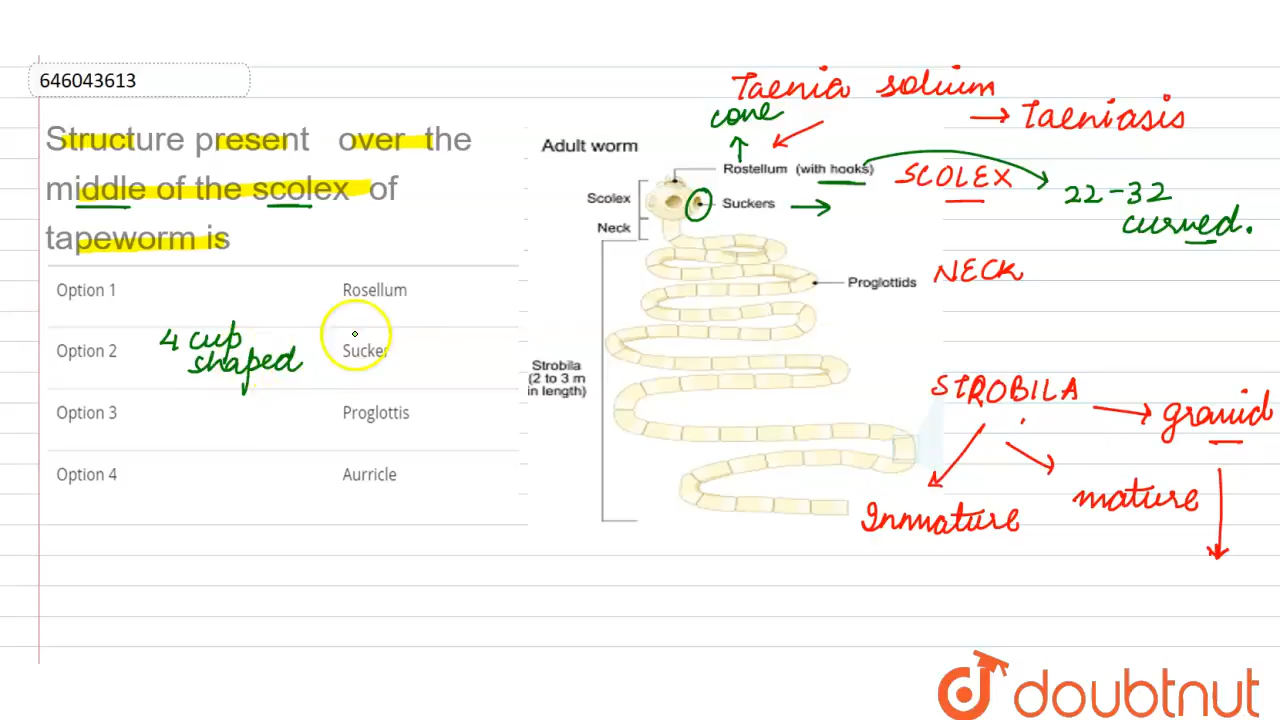 646043613
Structure present over the
middle of the scolex of
tapeworm is
Option 1 Rosellum
Option 2 Sucker
4 cup
shaped
Option 3 Proglottis
Option 4 Aurricle
Taenia solium
→ Taeniasis
cone
Adult worm
Rostellum (with hooks)
SCOLEX
22-32
curved.
Scolex
Suckers
Neck
Proglottids
NECK
Strobila
(2 to 3 m
in length)
STROBILA
gravid
Immature
mature
doubtnut